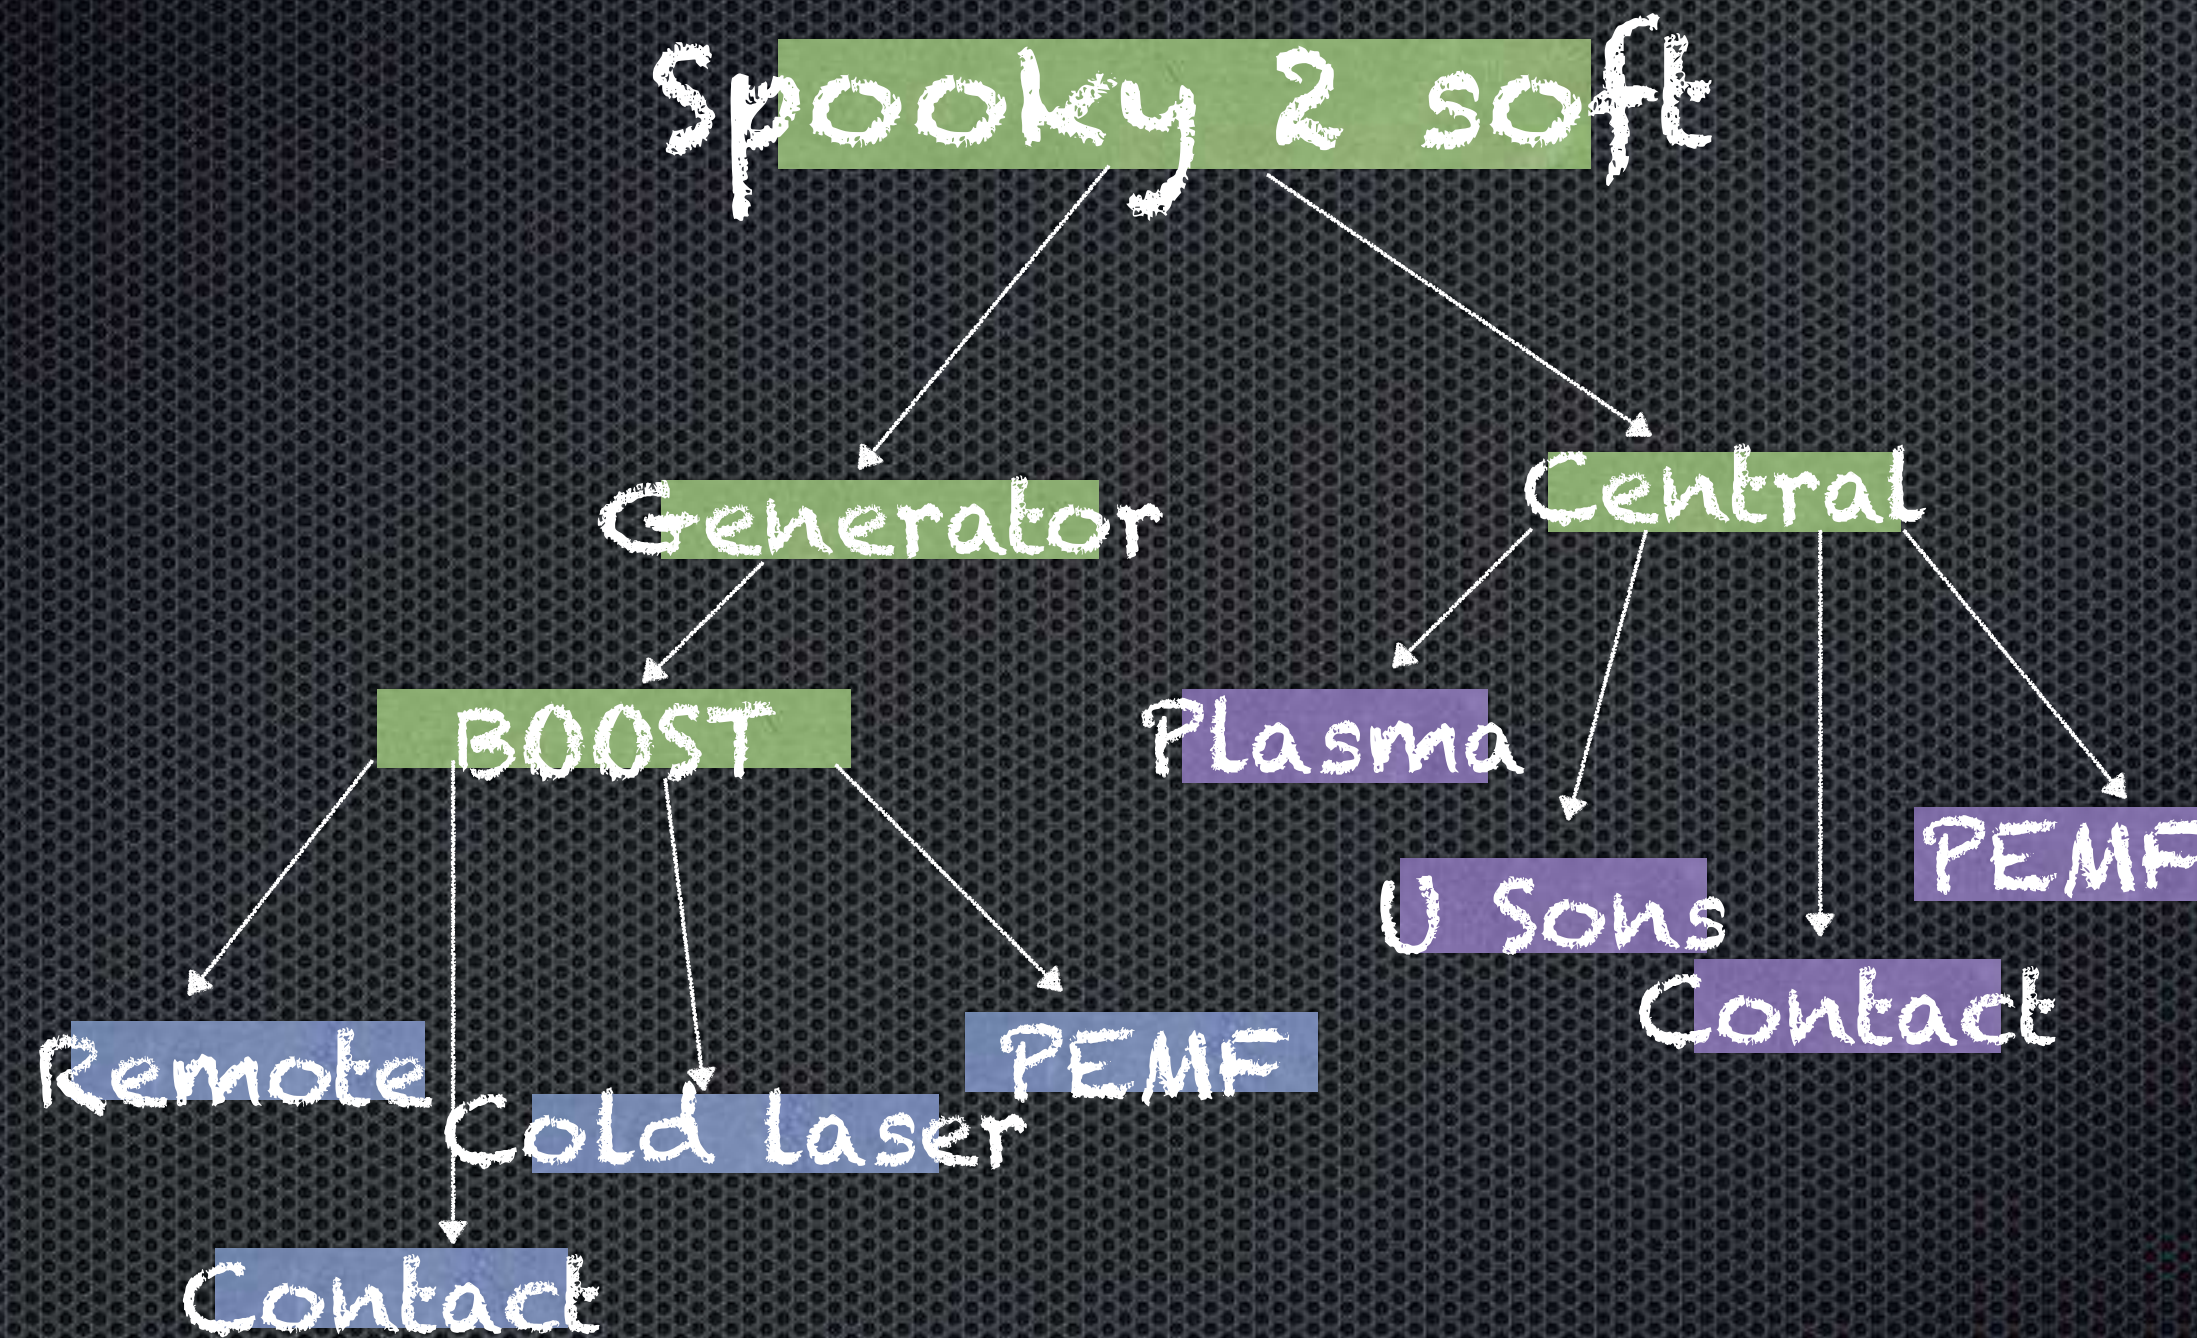 Spooky 2 soft
Generator
Central
BOOST
Plasma
PEMF
U Sons
Contact
Remote
PEMF
Cold laser
Contact